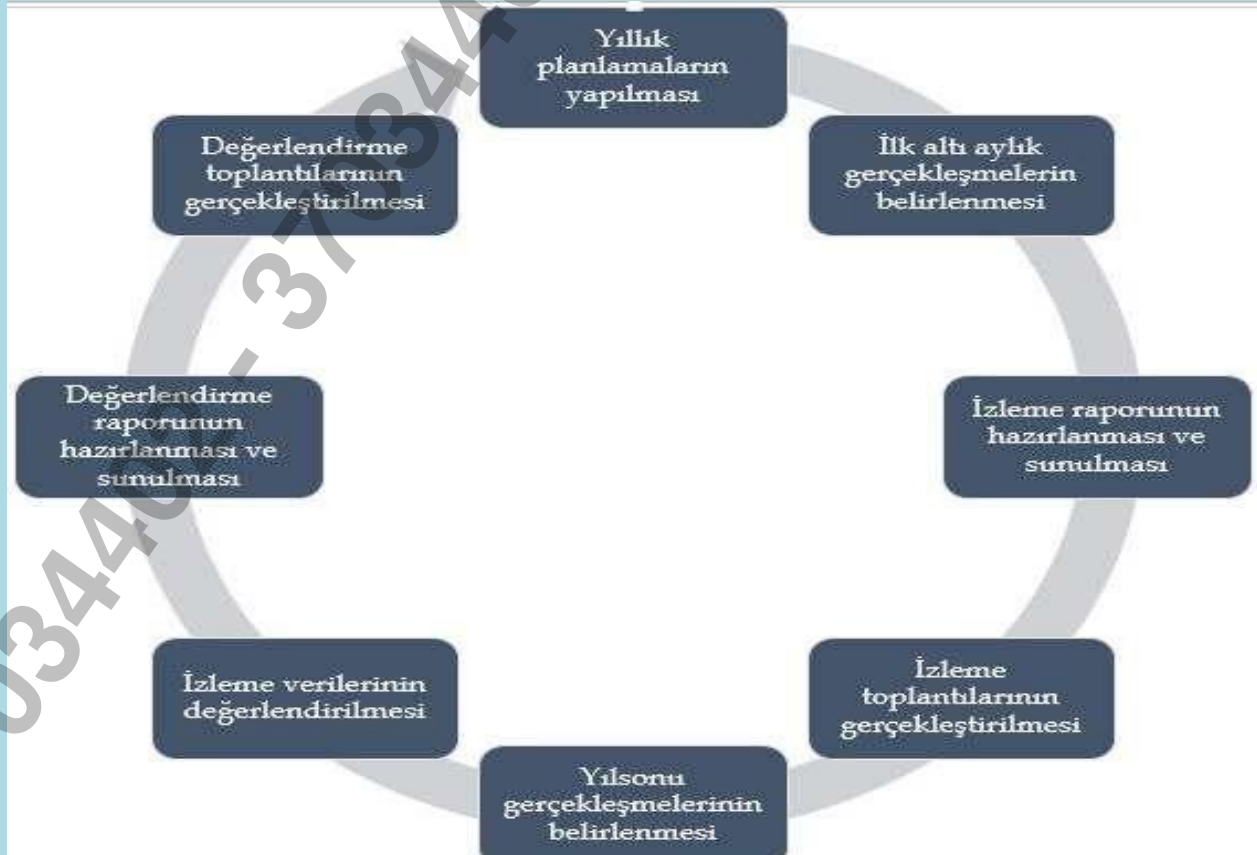 Yıllık
planlamaların
yapılması
İlk altı aylık
gerçekleşmelerin
belirlenmesi
İzleme raporunun
hazırlanması ve
sunulması
İzleme
toplantılarının
gerçekleştirilmesi
Yılsonu
gerçekleşmelerinin
belirlenmesi
İzleme verilerinin
değerlendirilmesi
Değerlendirme
raporunun
hazırlanması ve
sunulması
Değerlendirme
toplantılarının
gerçekleştirilmesi